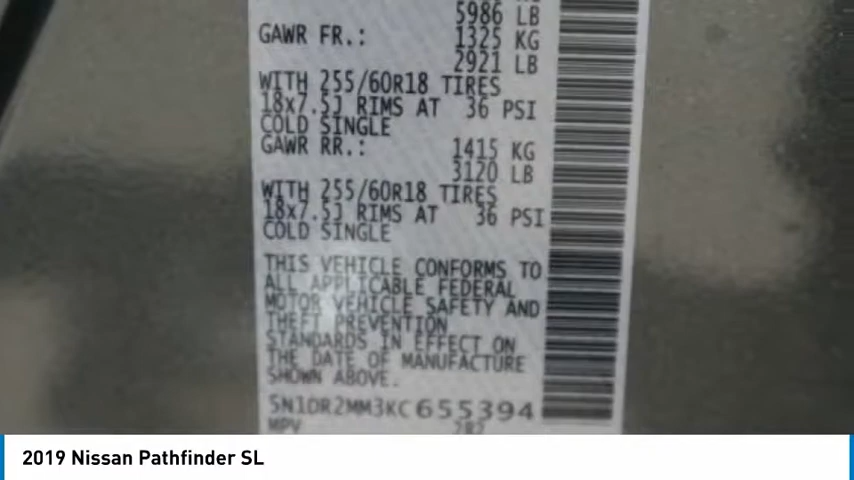 5986 LB
GAWR FR.: 1325 KG
2921 LB
WITH 255/60R18 TIRES
18x7.5J RIMS AT 36 PSI
COLD SINGLE
GAWR RR.: 1415 KG
3120 LB
WITH 255/60R18 TIRES
18x7.5J RIMS AT 36 PSI
COLD SINGLE
THIS VEHICLE CONFORMS TO
ALL APPLICABLE FEDERAL
MOTOR VEHICLE SAFETY AND
THEFT PREVENTION
STANDARDS IN EFFECT ON
THE DATE OF MANUFACTURE
SHOWN ABOVE.
5N1DR2MM3KC655394
MPV
2019 Nissan Pathfinder SL